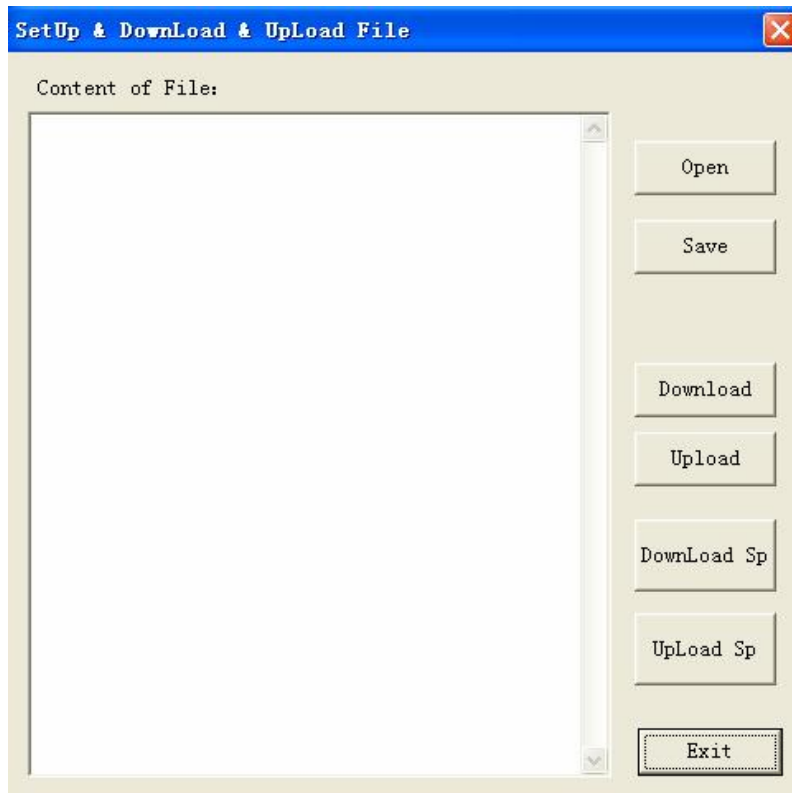 SetUp & DownLoad & UpLoad File
Content of File:
Open
Save
Download
Upload
DownLoad Sp
UpLoad Sp
Exit